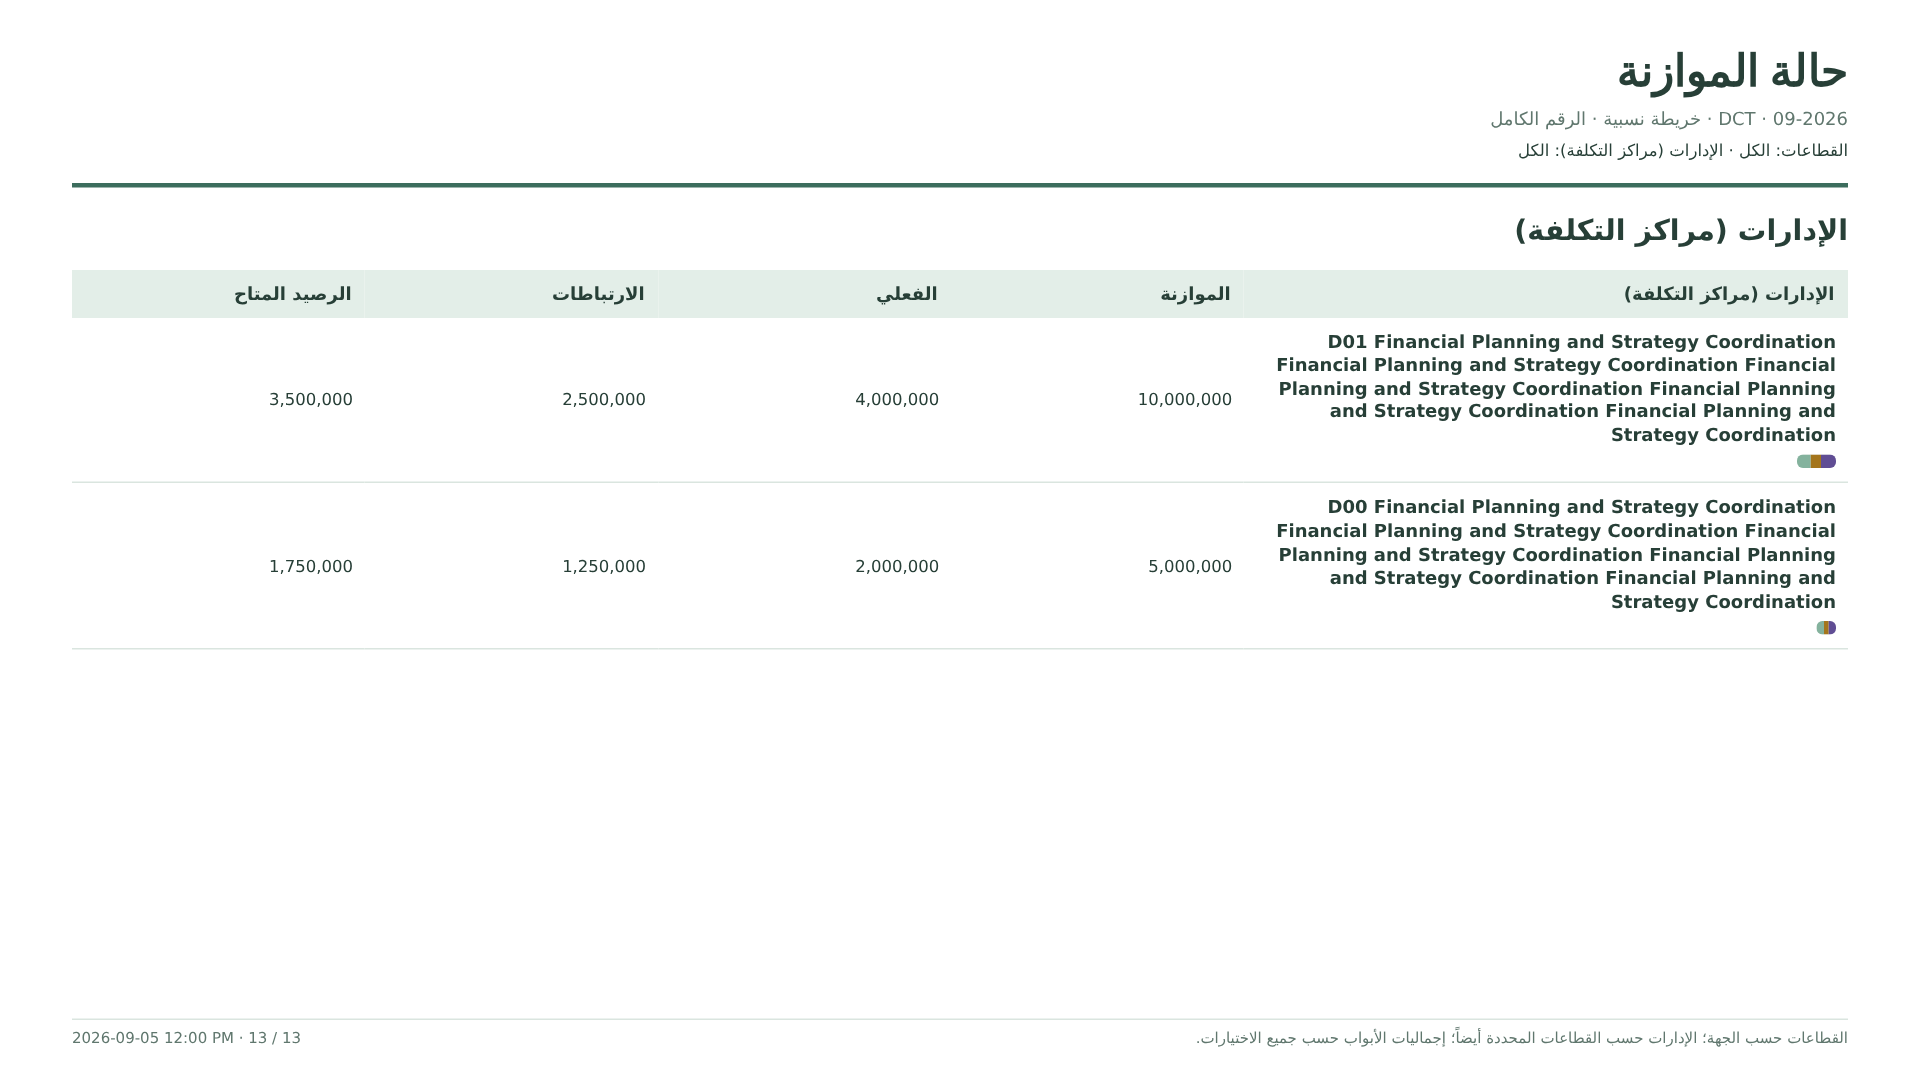 حالة الموازنة
DCT · 09-2026 · خريطة نسبية · الرقم الكامل
القطاعات: الكل · الإدارات (مراكز التكلفة): الكل
الإدارات (مراكز التكلفة)
الإدارات (مراكز التكلفة) الموازنة الفعلي الارتباطات الرصيد المتاح
D01 Financial Planning and Strategy Coordination
Financial Planning and Strategy Coordination Financial
Planning and Strategy Coordination Financial Planning
and Strategy Coordination Financial Planning and
Strategy Coordination
10,000,000 4,000,000 2,500,000 3,500,000
D00 Financial Planning and Strategy Coordination
Financial Planning and Strategy Coordination Financial
Planning and Strategy Coordination Financial Planning
and Strategy Coordination Financial Planning and
Strategy Coordination
5,000,000 2,000,000 1,250,000 1,750,000
القطاعات حسب الجهة؛ الإدارات حسب القطاعات المحددة أيضاً؛ إجماليات الأبواب حسب جميع الاختيارات.
2026-09-05 12:00 PM · 13 / 13